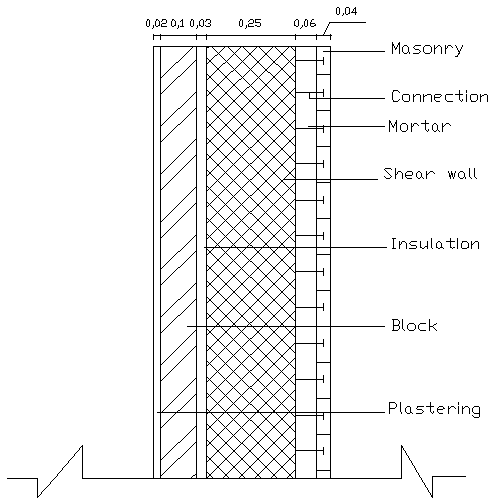 0,04
0,02 0,1 0,03 0,25 0,06
Masonry
Connection
Mortar
Shear wall
Insulation
Block
Plastering